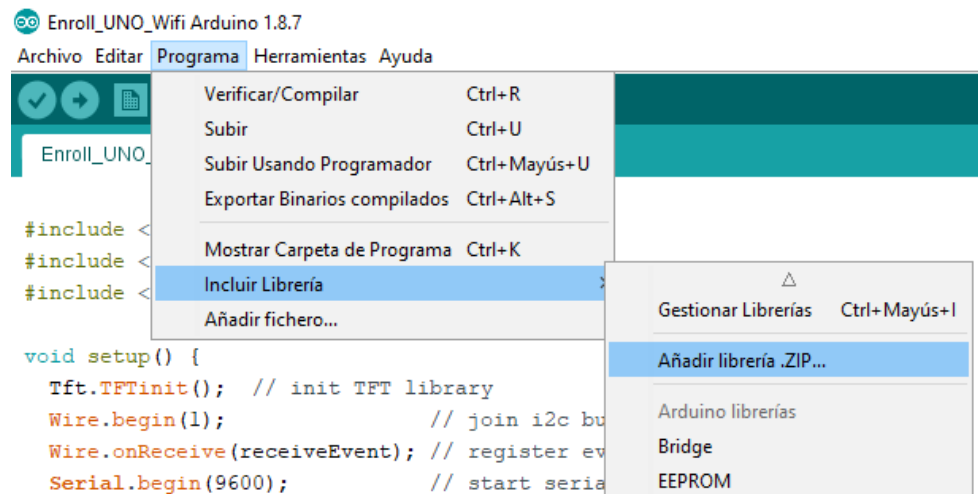 Enroll_UNO_Wifi Arduino 1.8.7
Archivo Editar Programa Herramientas Ayuda
Verificar/Compilar Ctrl+R
Subir Ctrl+U
Enroll_UNO_
Subir Usando Programador Ctrl+Mayús+U
Exportar Binarios compilados Ctrl+Alt+S
#include <
Mostrar Carpeta de Programa Ctrl+K
#include <
Incluir Librería
#include <
Añadir fichero...
Gestionar Librerías Ctrl+Mayús+I
Añadir librería .ZIP...
Arduino librerías
Bridge
EEPROM
void setup() {
Tft.TFTinit(); // init TFT library
Wire.begin(1); // join i2c bu
Wire.onReceive(receiveEvent); // register ev
Serial.begin(9600); // start seria